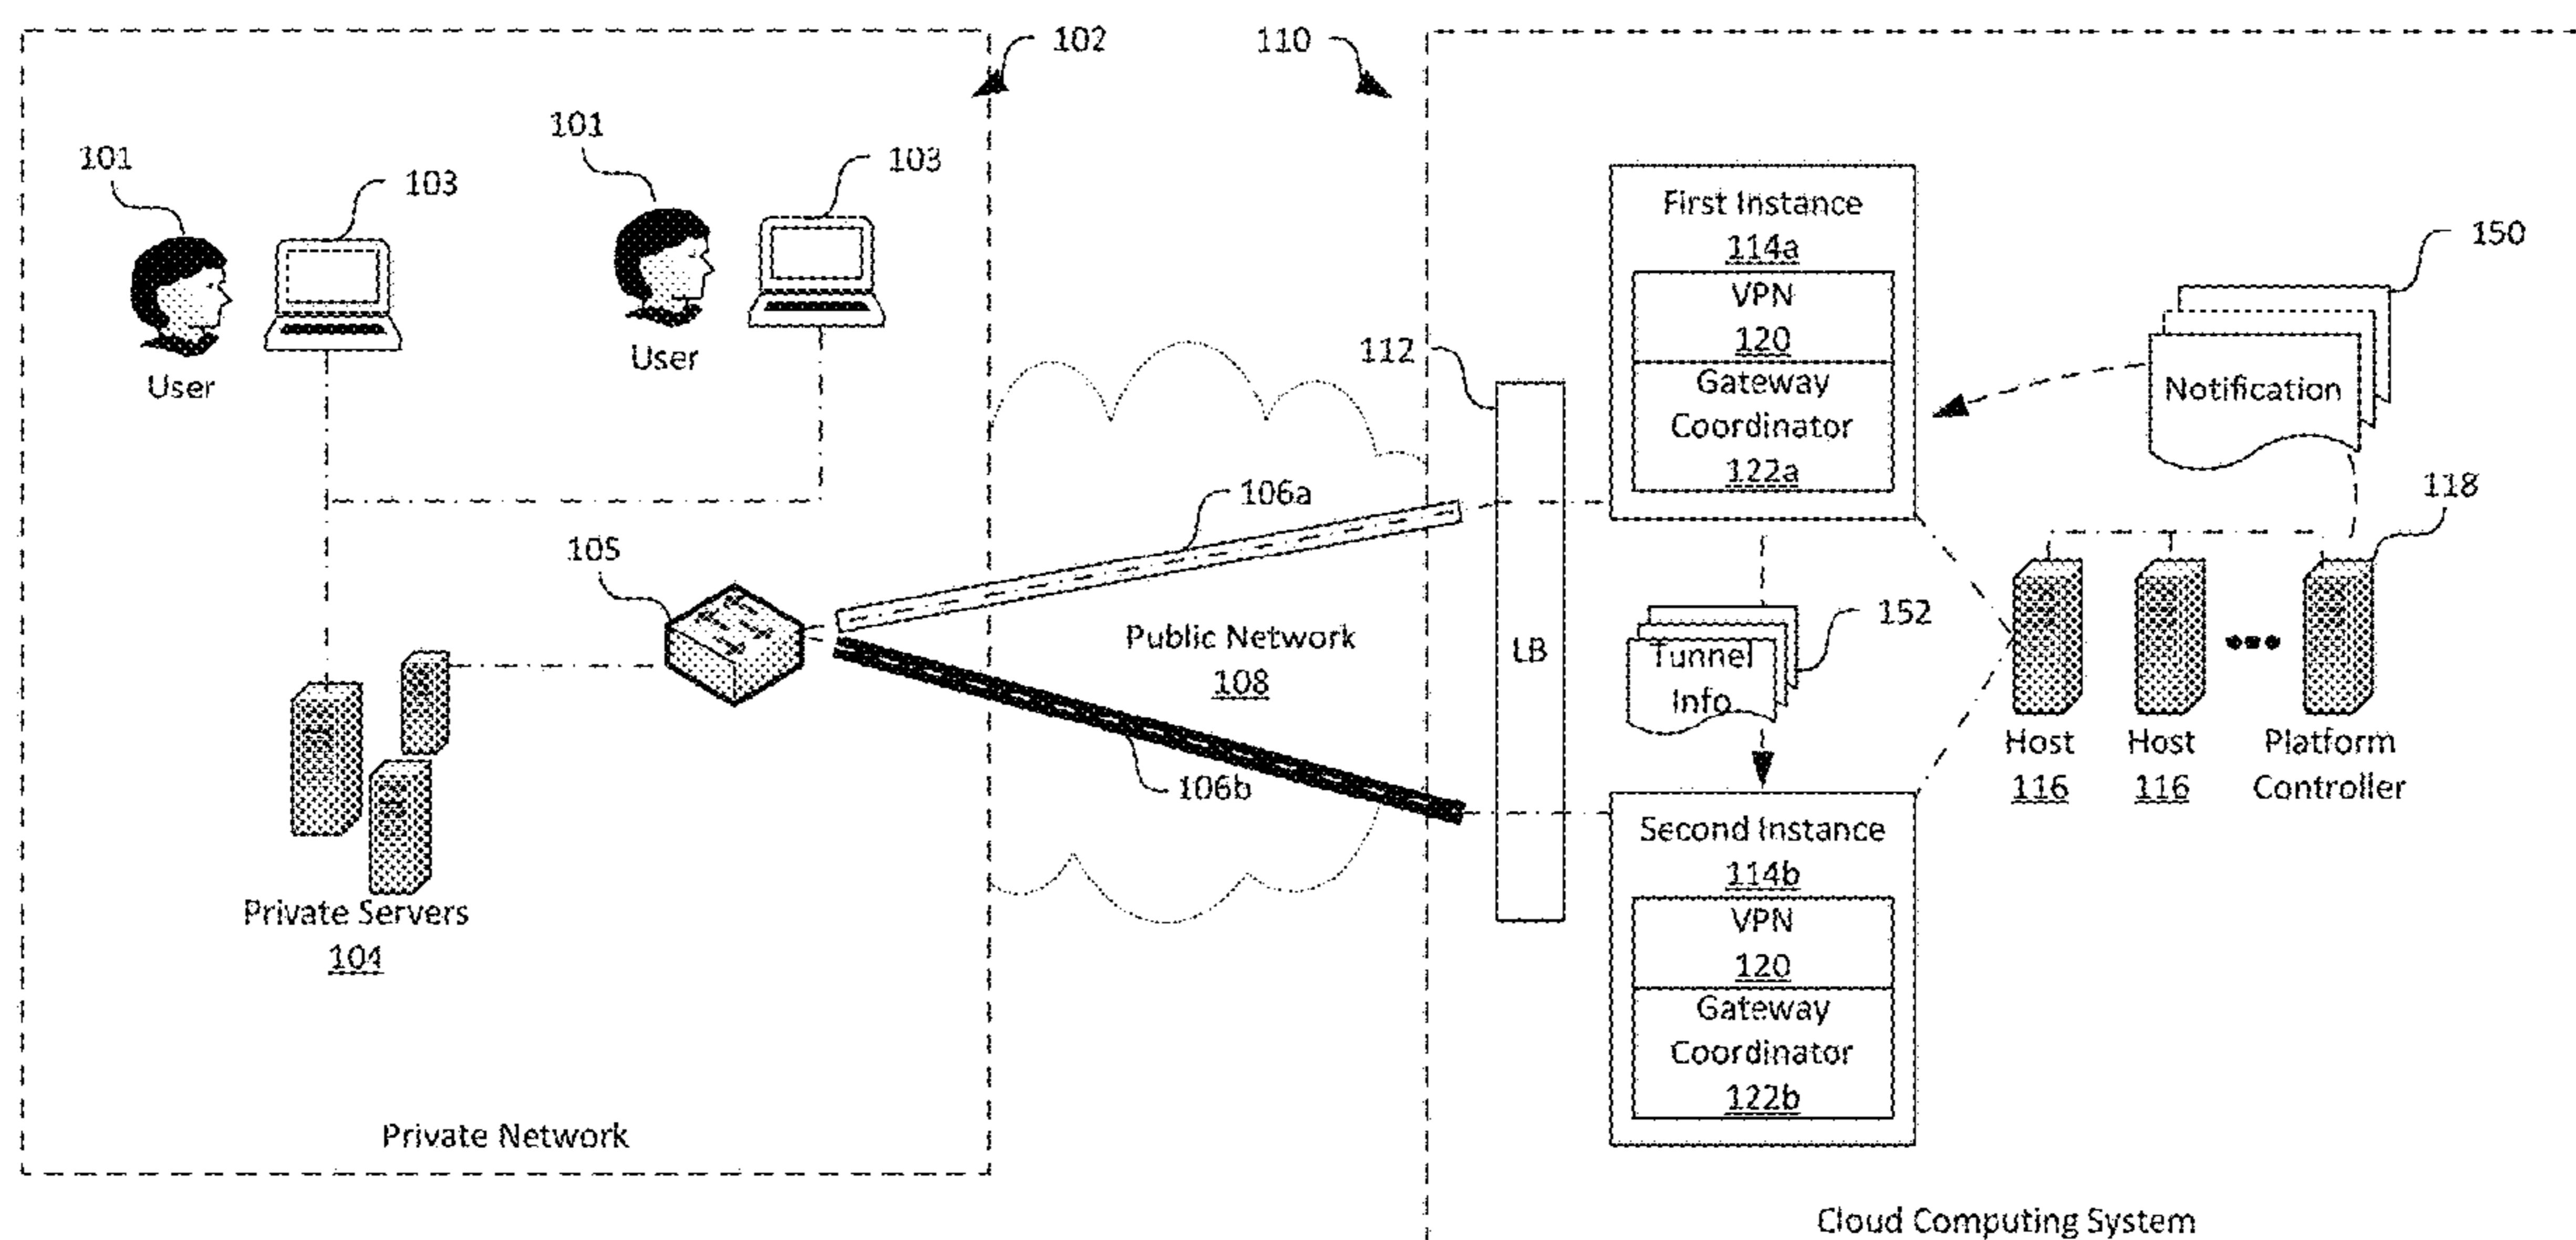 102
110
101
103
101
103
User
User
105
Private Servers
104
Private Network
106a
Public Network
108
106b
112
LB
First Instance
114a
VPN
120
Gateway
Coordinator
122a
150
Notification
118
152
Tunnel
Info
Host
116
Host
116
Platform
Controller
Second Instance
114b
VPN
120
Gateway
Coordinator
122b
Cloud Computing System